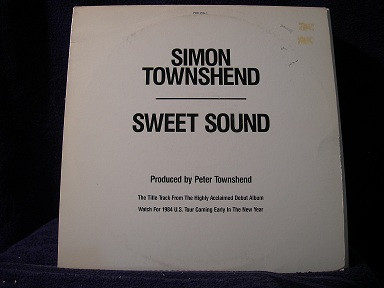 SIMON
TOWNSHEND
SWEET SOUND
Produced by Peter Townshend
The Title Track From The Highly Acclaimed Debut Album
Watch For 1984 U.S. Tour Coming Early In The New Year